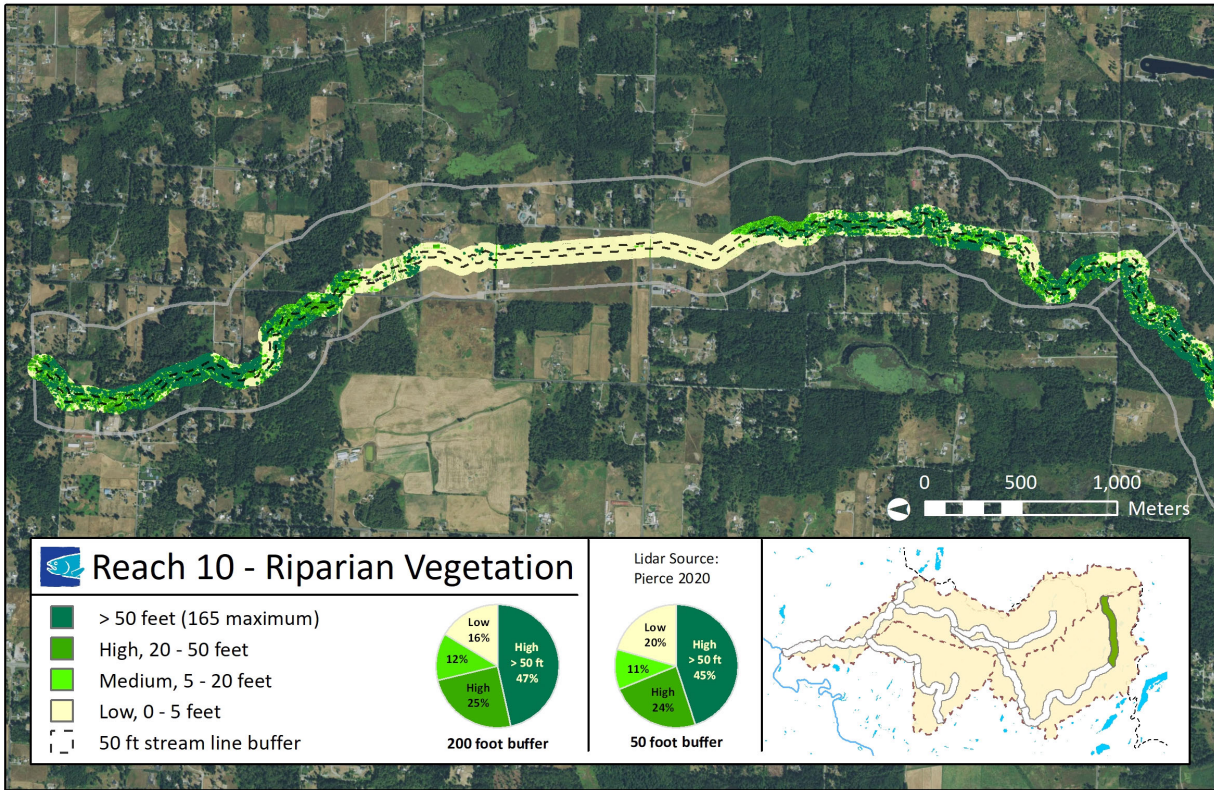 0 500 1,000
Meters
Reach 10 - Riparian Vegetation
> 50 feet (165 maximum)
High, 20 - 50 feet
Medium, 5 - 20 feet
Low, 0 - 5 feet
50 ft stream line buffer
Low
16%
High
> 50 ft
47%
12%
High
25%
200 foot buffer
Lidar Source:
Pierce 2020
Low
20%
High
> 50 ft
45%
11%
High
24%
50 foot buffer